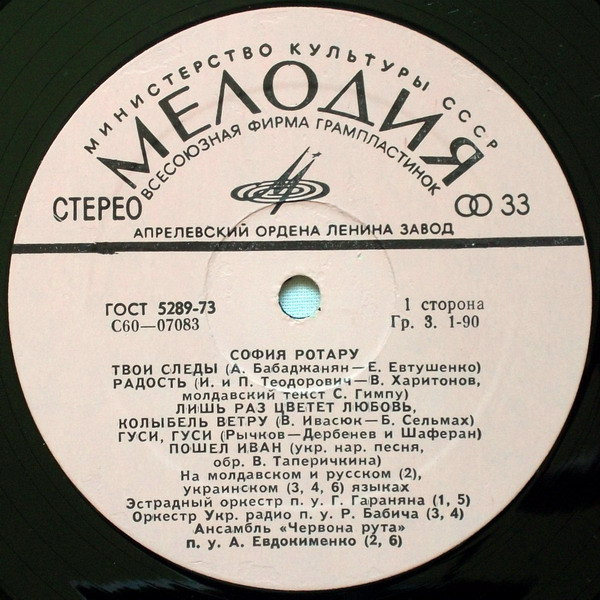 МИНИСТЕРСТВО КУЛЬТУРЫ СССР
МЕЛОДИЯ
ВСЕСОЮЗНАЯ ФИРМА ГРАМПЛАСТИНОК
СТЕРЕО
33
АПРЕЛЕВСКИЙ ОРДЕНА ЛЕНИНА ЗАВОД
ГОСТ 5289-73
1 сторона
С60—07083
Гр. 3. 1-90
СОФИЯ РОТАРУ
ТВОИ СЛЕДЫ (А. Бабаджанян—Е. Евтушенко)
РАДОСТЬ (И. и П. Теодорович—В. Харитонов,
молдавский текст С. Гимпу)
ЛИШЬ РАЗ ЦВЕТЕТ ЛЮБОВЬ,
КОЛЫБЕЛЬ ВЕТРУ (В. Ивасюк—Б. Сельмах)
ГУСИ, ГУСИ (Рычков—Дербенев и Шаферан)
ПОШЕЛ ИВАН (укр. нар. песня,
обр. В. Таперичкина)
На молдавском и русском (2),
украинском (3, 4, 6) языках
Эстрадный оркестр п. у. Г. Гараняна (1, 5)
Оркестр Укр. радио п. у. Р. Бабича (3, 4)
Ансамбль «Червона рута»
п. у. А. Евдокименко (2, 6)